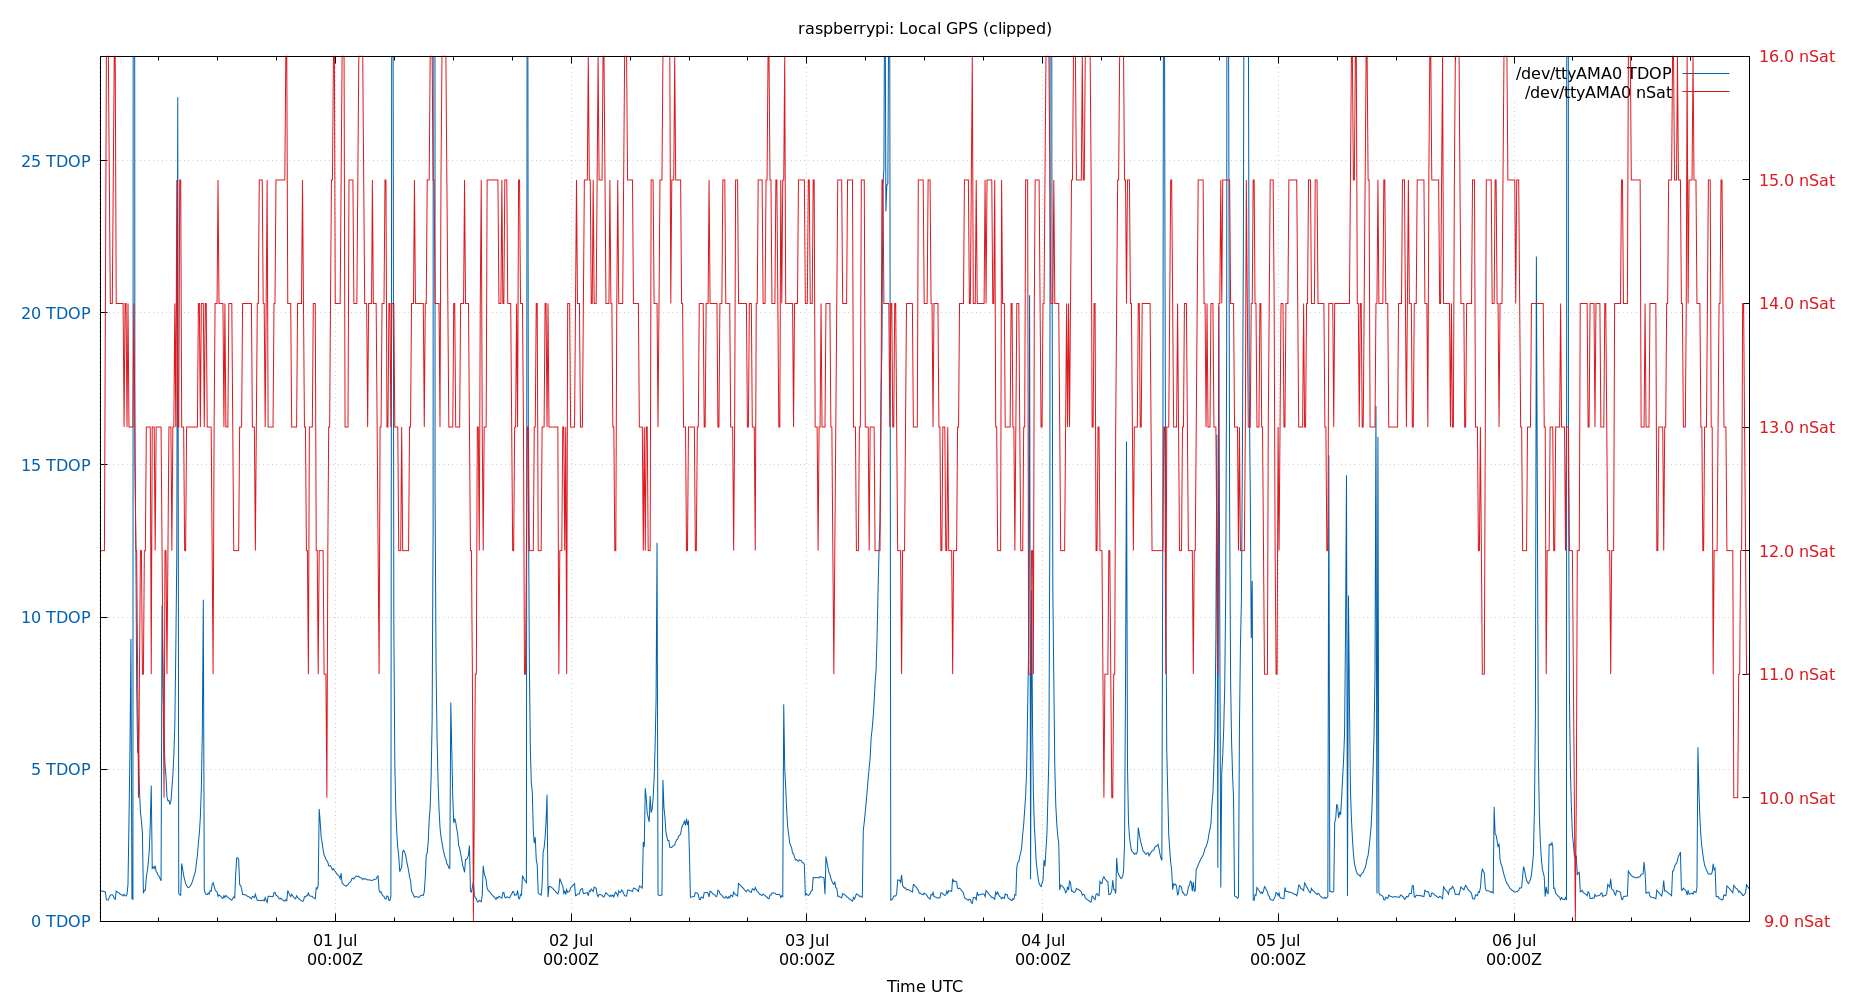 raspberrypi: Local GPS (clipped)
/dev/ttyAMA0 TDOP
/dev/ttyAMA0 nSat
25 TDOP
20 TDOP
15 TDOP
10 TDOP
5 TDOP
0 TDOP
16.0 nSat
15.0 nSat
14.0 nSat
13.0 nSat
12.0 nSat
11.0 nSat
10.0 nSat
9.0 nSat
01 Jul
00:00Z
02 Jul
00:00Z
03 Jul
00:00Z
04 Jul
00:00Z
05 Jul
00:00Z
06 Jul
00:00Z
Time UTC